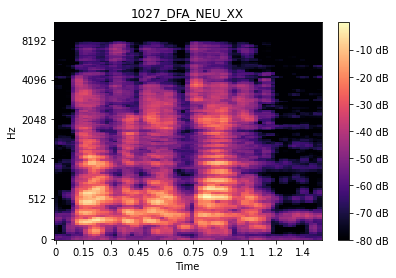 1027_DFA_NEU_XX
8192
4096
2048
1024
512
0
Hz
0 0.15 0.3 0.45 0.6 0.75 0.9 1 1.2 1.4
Time
-10 dB
-20 dB
-30 dB
-40 dB
-50 dB
-60 dB
-70 dB
-80 dB